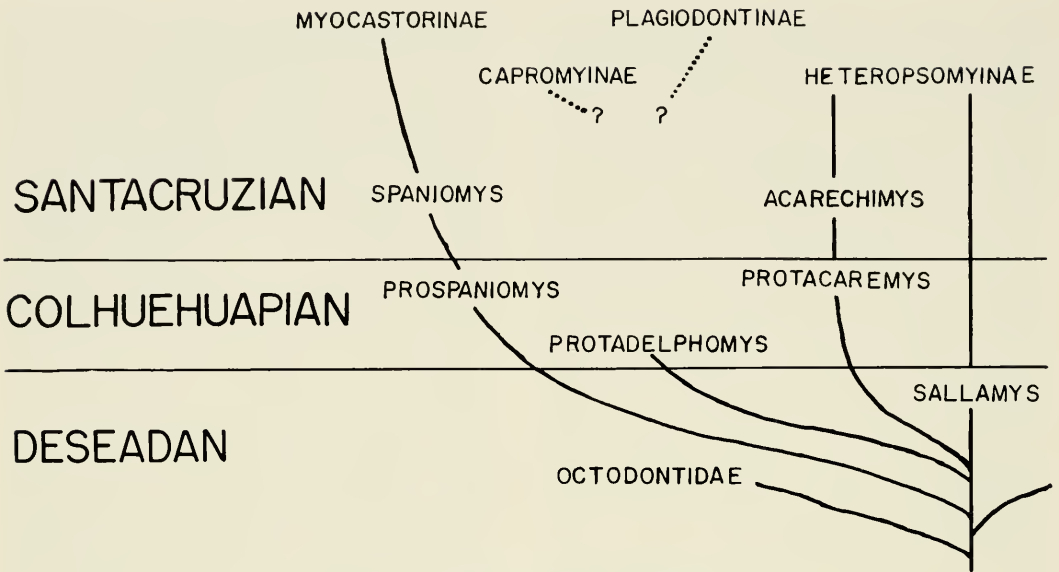 MYOCASTORINAE
PLAGIODONTINAE
CAPROMYINAE
HETEROPSOMYINAE
?
?
SANTACRUZIAN
SPANIOMYS
ACARECHIMYS
COLHUEHUAPIAN
PROSPANIOMYS
PROTACAREMYS
PROTADELPHOMYS
SALLAMYS
DESEADAN
OCTODONTIDAE